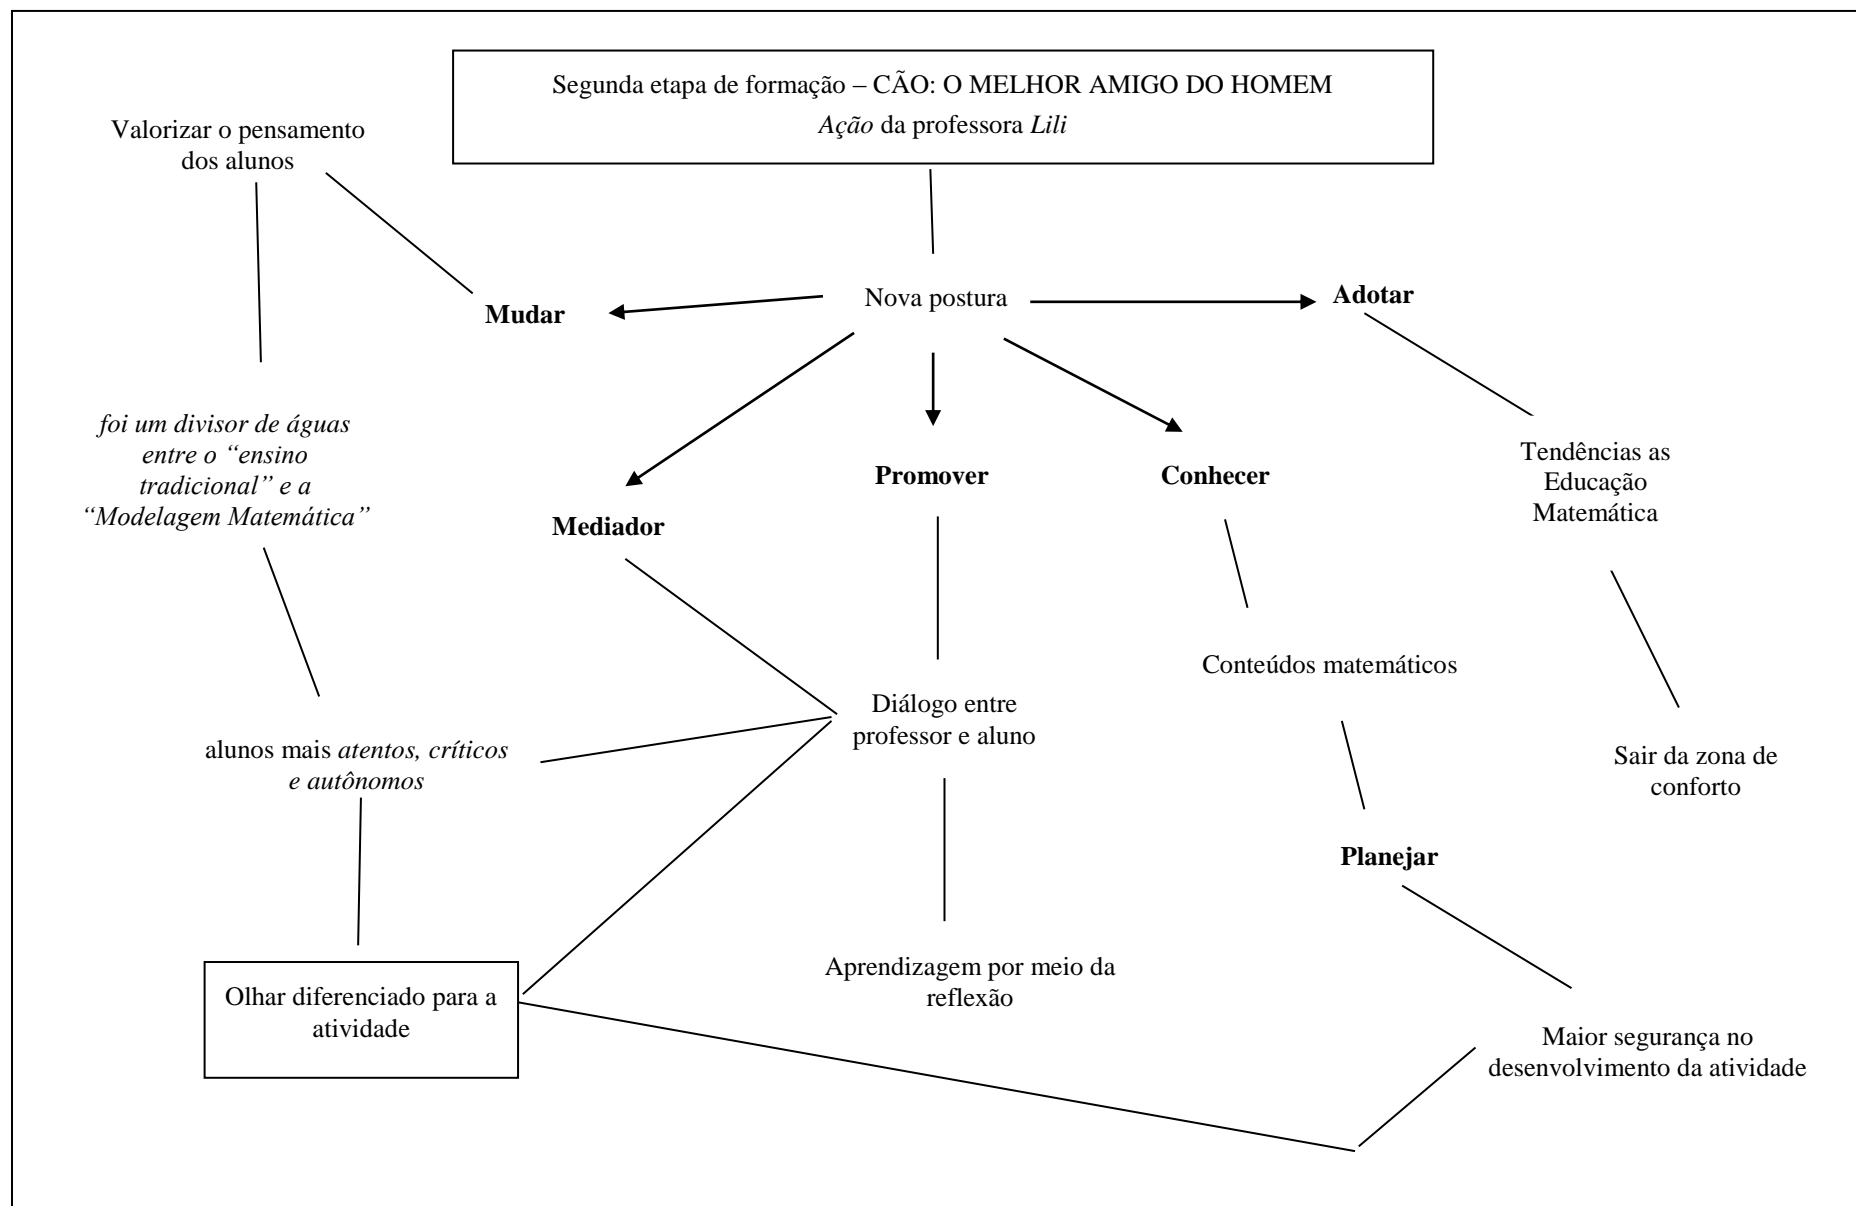 Segunda etapa de formação – CÃO: O MELHOR AMIGO DO HOMEM
Ação da professora Lili
Valorizar o pensamento
dos alunos
Nova postura
Mudar
Adotar
foi um divisor de águas
entre o “ensino
tradicional” e a
“Modelagem Matemática”
Mediador
Promover
Conhecer
Tendências as
Educação
Matemática
Conteúdos matemáticos
Diálogo entre
professor e aluno
alunos mais atentos, críticos
e autônomos
Sair da zona de
conforto
Planejar
Olhar diferenciado para a
atividade
Aprendizagem por meio da
reflexão
Maior segurança no
desenvolvimento da atividade